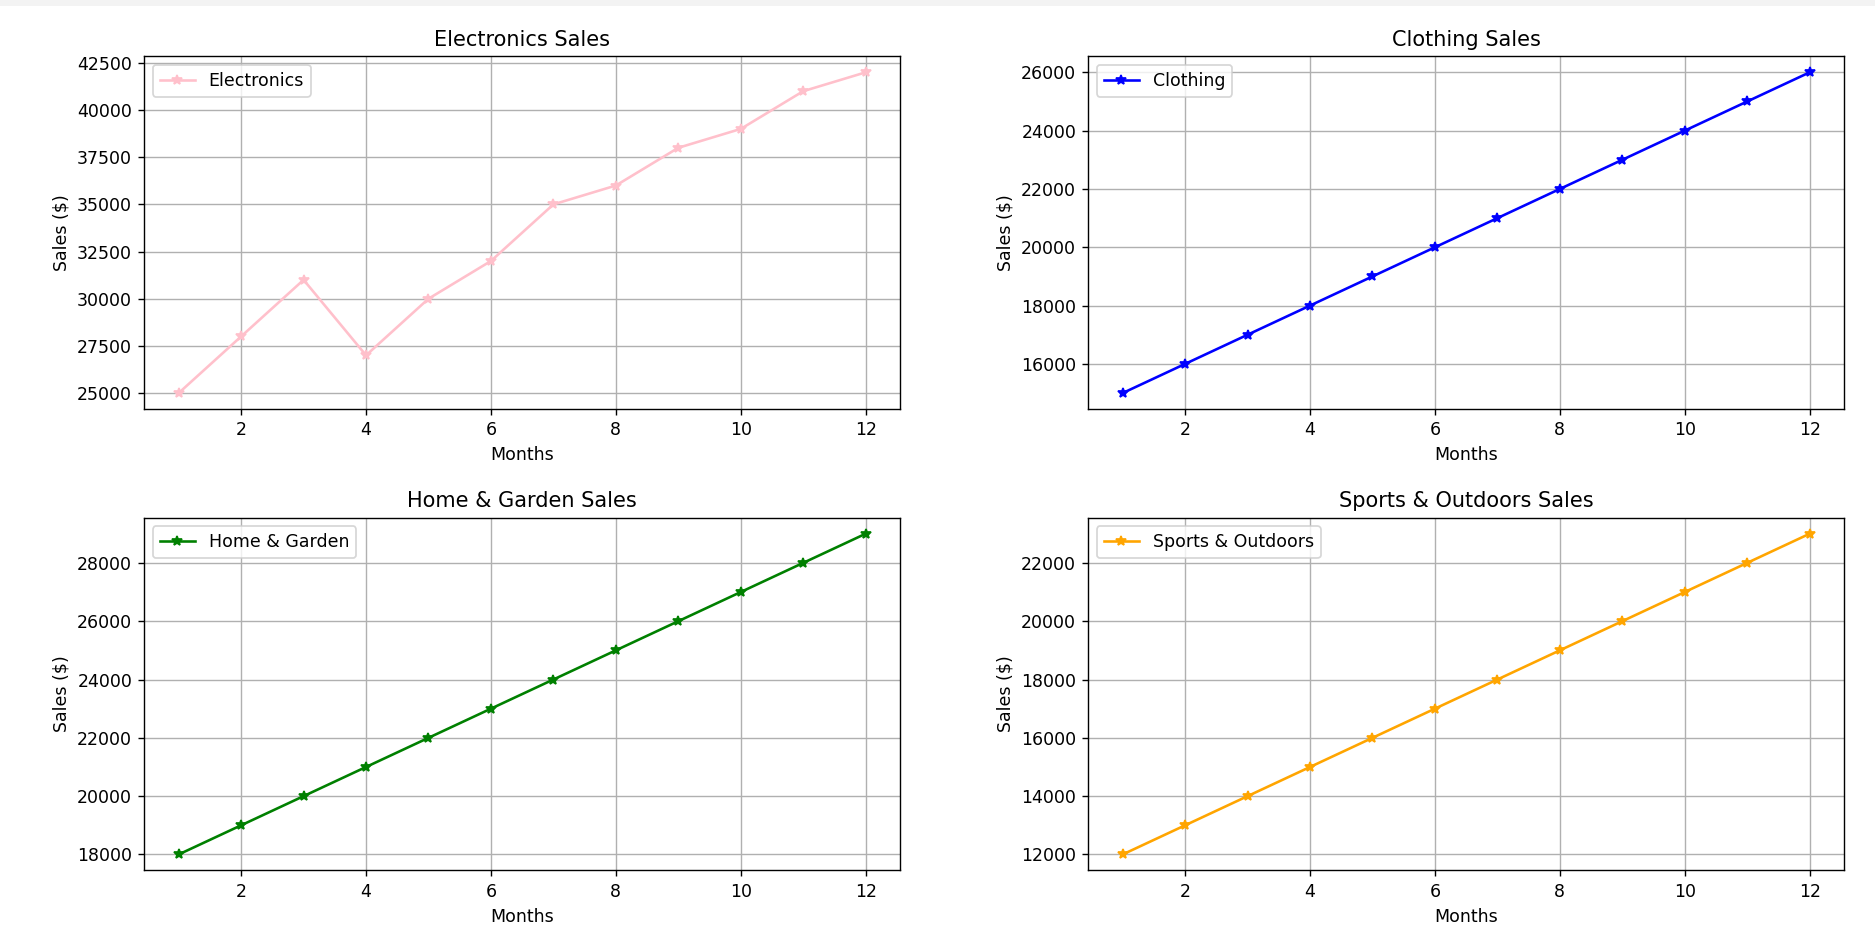 Electronics Sales
Electronics
42500
40000
37500
35000
32500
30000
27500
25000
Sales ($)
2 4 6 8 10 12
Months
Clothing Sales
Clothing
26000
24000
22000
20000
18000
16000
Sales ($)
2 4 6 8 10 12
Months
Home & Garden Sales
Home & Garden
28000
26000
24000
22000
20000
18000
Sales ($)
2 4 6 8 10 12
Months
Sports & Outdoors Sales
Sports & Outdoors
22000
20000
18000
16000
14000
12000
Sales ($)
2 4 6 8 10 12
Months